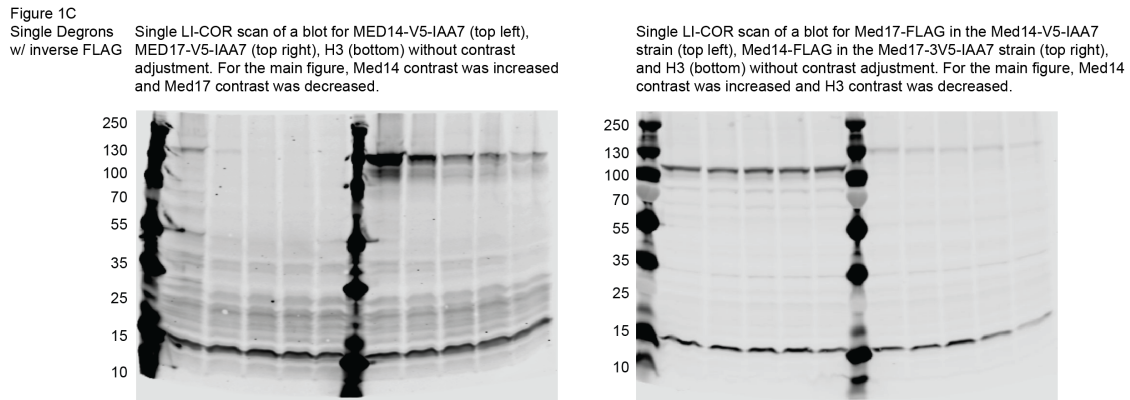 Figure 1C
Single Degrons
w/ inverse FLAG
Single LI-COR scan of a blot for MED14-V5-IAA7 (top left),
MED17-V5-IAA7 (top right), H3 (bottom) without contrast
adjustment. For the main figure, Med14 contrast was increased
and Med17 contrast was decreased.
Single LI-COR scan of a blot for Med17-FLAG in the Med14-V5-IAA7
strain (top left), Med14-FLAG in the Med17-3V5-IAA7 strain (top right),
and H3 (bottom) without contrast adjustment. For the main figure, Med14
contrast was increased and H3 contrast was decreased.
250
130
100
70
55
35
25
15
10
250
130
100
70
55
35
25
15
10